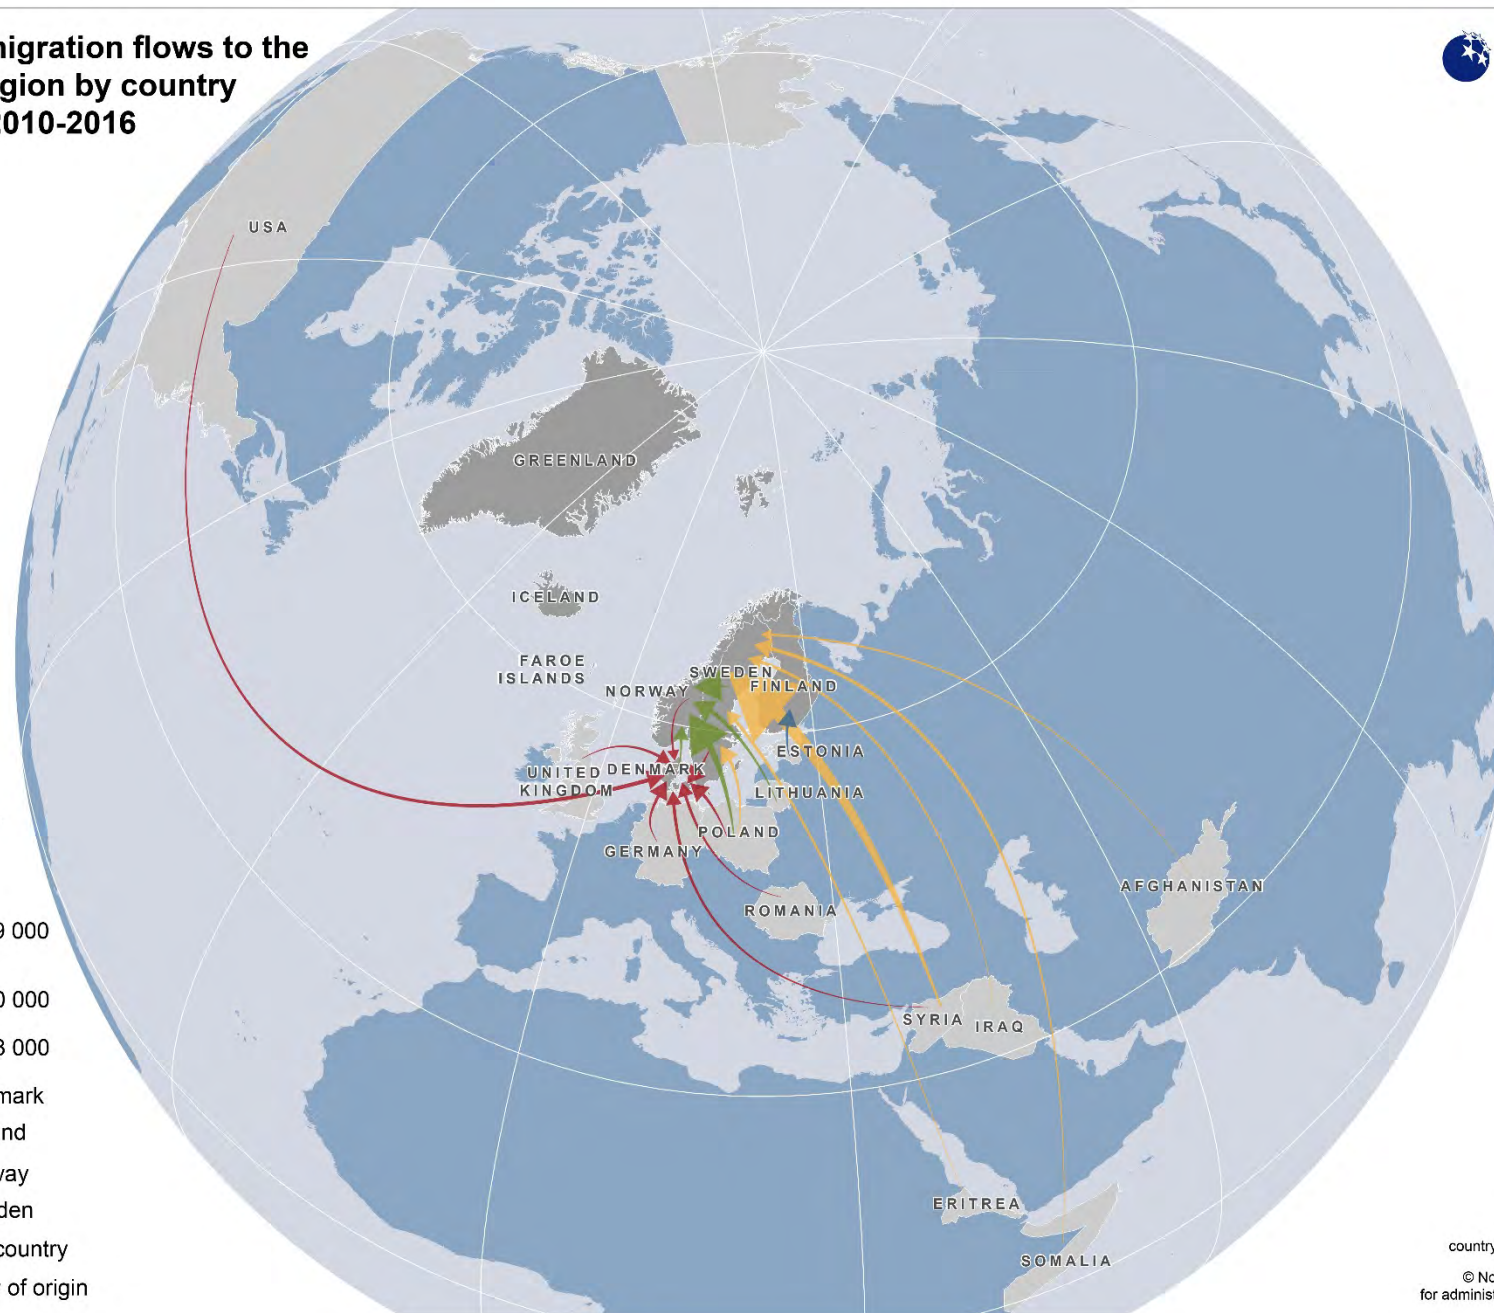 nigration flows to the
gion by country
2010-2016
USA
GREENLAND
ICELAND
FAROE
ISLANDS
NORWAY
SWEDEN
FINLAND
ESTONIA
UNITED
KINGDOM
DENMARK
LITHUANIA
POLAND
GERMANY
ROMANIA
AFGHANISTAN
SYRIA
IRAQ
ERITREA
SOMALIA
9 000
0 000
3 000
mark
nd
way
den
country
of origin
country
© No
for administ